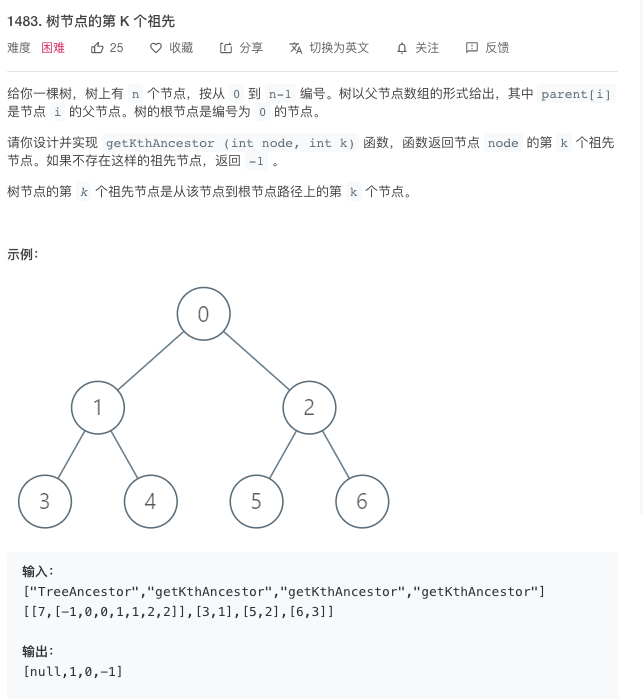 1483. 树节点的第 K 个祖先
难度 困难 25 收藏 分享 切换为英文 关注 反馈
给你一棵树，树上有 n 个节点，按从 0 到 n-1 编号。树以父节点数组的形式给出，其中 parent[i]
是节点 i 的父节点。树的根节点是编号为 0 的节点。
请你设计并实现 getKthAncestor (int node, int k) 函数，函数返回节点 node 的第 k 个祖先
节点。如果不存在这样的祖先节点，返回 -1 。
树节点的第 k 个祖先节点是从该节点到根节点路径上的第 k 个节点。
示例：
0
1 2
3 4 5 6
输入：
["TreeAncestor","getKthAncestor","getKthAncestor","getKthAncestor"]
[[7,[-1,0,0,1,1,2,2]],[3,1],[5,2],[6,3]]
输出：
[null,1,0,-1]